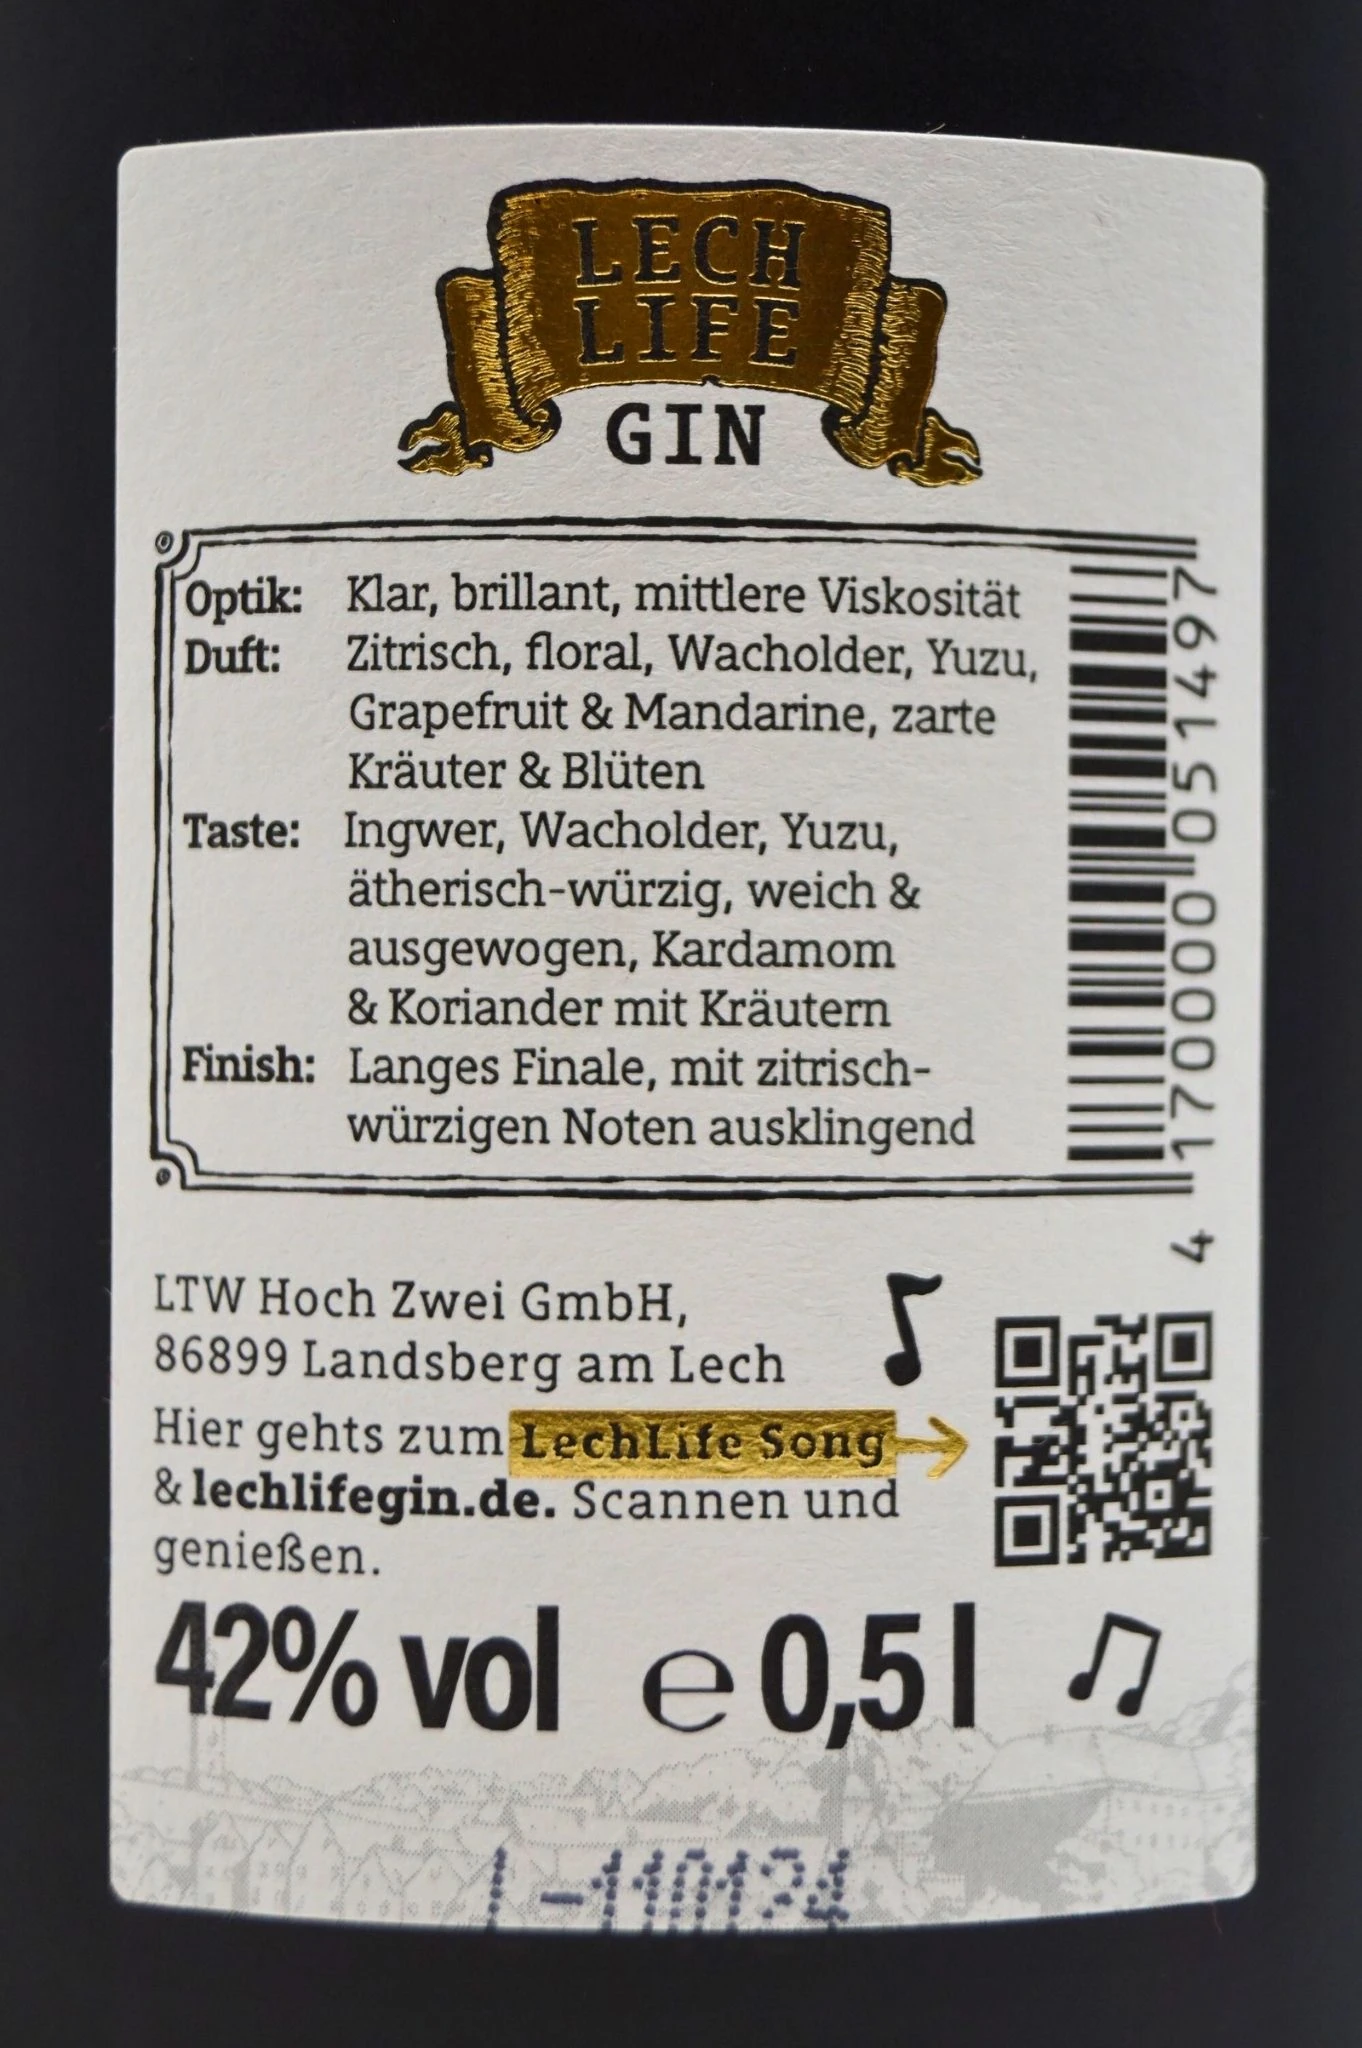 LECH
LIFE
GIN
Optik: Klar, brillant, mittlere Viskosität
Duft: Zitrisch, floral, Wacholder, Yuzu,
Grapefruit & Mandarine, zarte
Kräuter & Blüten
Taste: Ingwer, Wacholder, Yuzu,
ätherisch-würzig, weich &
ausgewogen, Kardamom
& Koriander mit Kräutern
Finish: Langes Finale, mit zitrisch-
würzigen Noten ausklingend
4 170000 051497
LTW Hoch Zwei GmbH,
86899 Landsberg am Lech
Hier gehts zum LechLife Song
& lechlifegin.de. Scannen und
genießen.
42% vol ℮ 0,5 l
L-110124